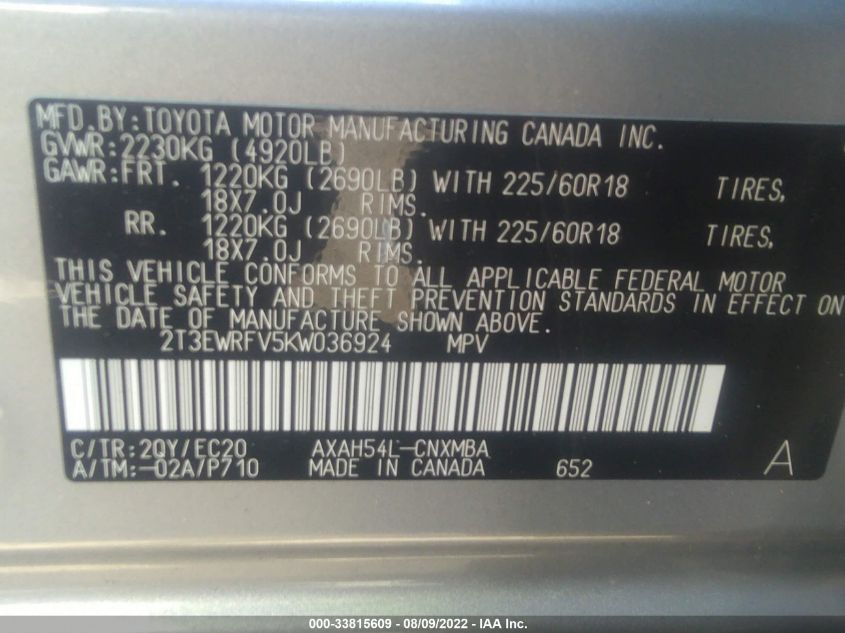 MFD.BY:TOYOTA MOTOR MANUFACTURING CANADA INC.
GVWR:2230KG (4920LB)
GAWR:FRT. 1220KG (2690LB) WITH 225/60R18 TIRES,
18X7.0J RIMS.
RR. 1220KG (2690LB) WITH 225/60R18 TIRES,
18X7.0J RIMS.
THIS VEHICLE CONFORMS TO ALL APPLICABLE FEDERAL MOTOR
VEHICLE SAFETY AND THEFT PREVENTION STANDARDS IN EFFECT ON
THE DATE OF MANUFACTURE SHOWN ABOVE.
2T3EWRFV5KW036924 MPV
C/TR:2QY/EC20 AXAH54L-CNXMBA
A/TM:-02A/P710 MADE IN CANADA 652 A
000-33815609 - 08/09/2022 - IAA Inc.